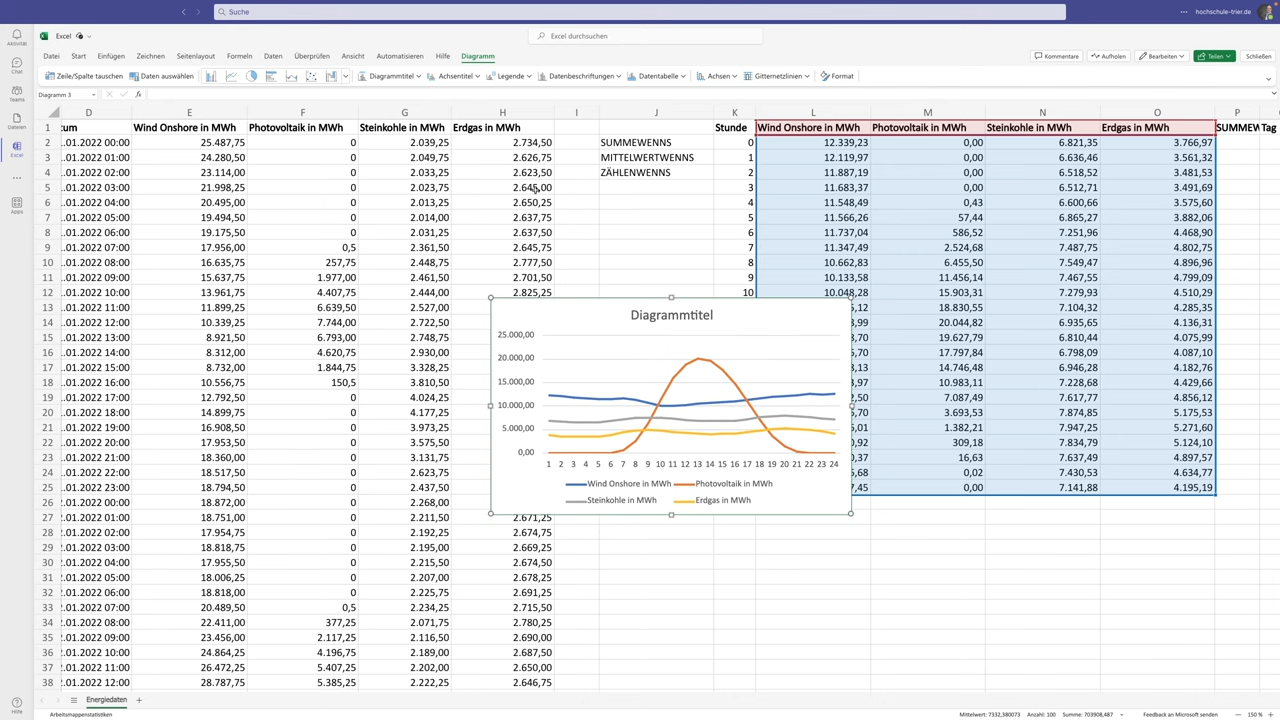 Suche
hochschule-trier.de
Aktivität
Chat
Teams
Dateien
Excel
Apps
Hilfe
Excel
Excel durchsuchen
Datei Start Einfügen Zeichnen Seitenlayout Formeln Daten Überprüfen Ansicht Automatisieren Hilfe Diagramm
Kommentare Aufholen Bearbeiten Teilen Schließen
Zeile/Spalte tauschen Daten auswählen Diagrammtitel Achsentitel Legende Datenbeschriftungen Datentabelle Achsen Gitternetzlinien Format
Diagramm 3 fx
D E F G H I J K L M N O P Q
1 tum Wind Onshore in MWh Photovoltaik in MWh Steinkohle in MWh Erdgas in MWh Stunde Wind Onshore in MWh Photovoltaik in MWh Steinkohle in MWh Erdgas in MWh SUMMEW Tag
2 .01.2022 00:00 25.487,75 0 2.039,25 2.734,50 SUMMEWENNS 0 12.339,23 0,00 6.821,35 3.766,97
3 .01.2022 01:00 24.280,50 0 2.049,75 2.626,75 MITTELWERTWENNS 1 12.119,97 0,00 6.636,46 3.561,32
4 .01.2022 02:00 23.114,00 0 2.033,25 2.623,50 ZÄHLENWENNS 2 11.887,19 0,00 6.518,52 3.481,53
5 .01.2022 03:00 21.998,25 0 2.023,75 2.645,00 3 11.683,37 0,00 6.512,71 3.491,69
6 .01.2022 04:00 20.495,00 0 2.013,25 2.650,25 4 11.548,49 0,43 6.600,66 3.575,60
7 .01.2022 05:00 19.494,50 0 2.014,00 2.637,75 5 11.566,26 57,44 6.865,27 3.882,06
8 .01.2022 06:00 19.175,50 0 2.031,25 2.637,50 6 11.737,04 586,52 7.251,96 4.468,90
9 .01.2022 07:00 17.956,00 0,5 2.361,50 2.645,75 7 11.347,49 2.524,68 7.487,75 4.802,75
10 .01.2022 08:00 16.635,75 257,75 2.448,75 2.777,50 8 10.662,83 6.455,50 7.549,47 4.896,96
11 .01.2022 09:00 15.637,75 1.977,00 2.461,50 2.701,50 9 10.133,58 11.456,14 7.467,55 4.799,09
12 .01.2022 10:00 13.961,75 4.407,75 2.444,00 2.825,25 10 10.048,28 15.903,31 7.279,93 4.510,29
13 .01.2022 11:00 11.899,25 6.639,50 2.527,00 5,12 18.830,55 7.104,32 4.285,35
14 .01.2022 12:00 10.339,25 7.744,00 2.722,50 8,99 20.044,82 6.935,65 4.136,31
15 .01.2022 13:00 8.921,50 6.793,00 2.748,75 6,70 19.627,79 6.810,44 4.075,99
16 .01.2022 14:00 8.312,00 4.620,75 2.930,00 5,70 17.797,84 6.798,09 4.087,10
17 .01.2022 15:00 8.732,00 1.844,75 3.328,25 8,13 14.746,48 6.946,28 4.182,76
18 .01.2022 16:00 10.556,75 150,5 3.810,50 10.983,11 7.228,66 4.429,66
19 .01.2022 17:00 12.792,50 0 4.024,25 2,50 7.087,49 7.617,77 4.856,12
20 .01.2022 18:00 14.899,75 0 4.177,25 3.693,53 7.874,55 5.175,53
21 .01.2022 19:00 16.908,50 0 3.973,25 5,01 1.382,21 7.947,25 5.271,60
22 .01.2022 20:00 17.953,50 0 3.575,50 0,92 309,18 7.834,79 5.124,10
23 .01.2022 21:00 18.360,00 0 3.131,75 16,63 7.637,49 4.897,57
24 .01.2022 22:00 18.517,50 0 2.623,75 0,02 7.430,53 4.634,77
25 .01.2022 23:00 18.794,50 0 2.437,50 7,45 0,00 7.141,88 4.195,19
26 2.01.2022 00:00 18.872,00 0 2.268,00
27 2.01.2022 01:00 18.751,00 0 2.211,50 2.671,25
28 2.01.2022 02:00 17.954,75 0 2.192,25 2.674,75
29 2.01.2022 03:00 18.818,75 0 2.195,00 2.669,25
30 2.01.2022 04:00 17.955,50 0 2.215,50 2.674,50
31 2.01.2022 05:00 18.006,25 0 2.207,00 2.678,25
32 2.01.2022 06:00 18.818,00 0 2.225,75 2.691,25
33 2.01.2022 07:00 20.489,50 0,5 2.234,25 2.715,50
34 2.01.2022 08:00 22.411,00 377,25 2.071,75 2.780,25
35 2.01.2022 09:00 23.456,00 2.117,25 2.116,50 2.690,00
36 2.01.2022 10:00 24.864,25 4.196,75 2.189,00 2.687,50
37 2.01.2022 11:00 26.472,25 5.407,25 2.202,00 2.650,00
38 2.01.2022 12:00 28.787,75 5.385,25 2.222,25 2.646,75
Diagrammtitel
25.000,00
20.000,00
15.000,00
10.000,00
5.000,00
0,00
1 2 3 4 5 6 7 8 9 10 11 12 13 14 15 16 17 18 19 20 21 22 23 24
Wind Onshore in MWh Photovoltaik in MWh
Steinkohle in MWh Erdgas in MWh
Energiedaten
Arbeitsmappenstatistiken
Mittelwert: 7332,380073 Anzahl: 100 Summe: 703908,487 Feedback an Microsoft senden 150 %